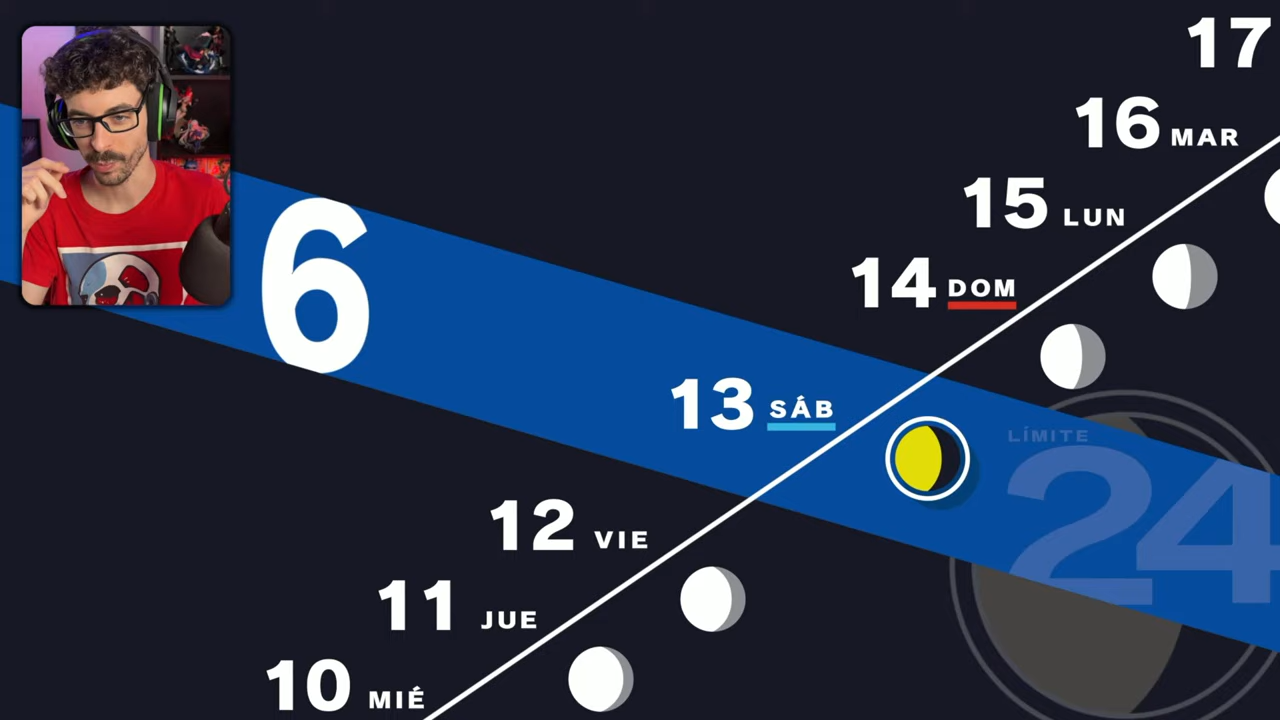 17
16 MAR
15 LUN
14 DOM
6
13 SÁB
LÍMITE
24
12 VIE
11 JUE
10 MIÉ